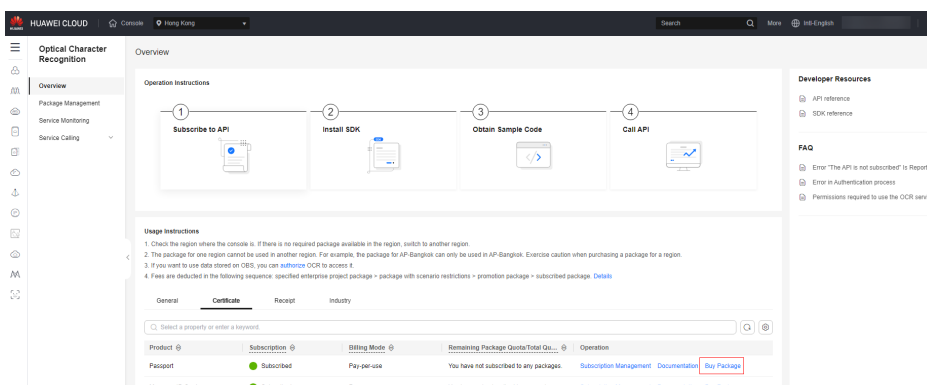 HUAWEI
HUAWEI CLOUD
Console
Hong Kong
Search
More
Intl-English
Optical Character
Recognition
Overview
Package Management
Service Monitoring
Service Calling
Overview
Operation Instructions
1
Subscribe to API
2
Install SDK
3
Obtain Sample Code
4
Call API
Usage Instructions
1. Check the region where the console is. If there is no required package available in the region, switch to another region.
2. The package for one region cannot be used in another region. For example, the package for AP-Bangkok can only be used in AP-Bangkok. Exercise caution when purchasing a package for a region.
3. If you want to use data stored on OBS, you can authorize OCR to access it.
4. Fees are deducted in the following sequence: specified enterprise project package > package with scenario restrictions > promotion package > subscribed package. Details
General Certificate Receipt Industry
Select a property or enter a keyword.
Product Subscription Billing Mode Remaining Package Quota/Total Qu... Operation
Passport Subscribed Pay-per-use You have not subscribed to any packages. Subscription Management Documentation Buy Package
Developer Resources
API reference
SDK reference
FAQ
Error "The API is not subscribed" Is Report
Error in Authentication process
Permissions required to use the OCR serv